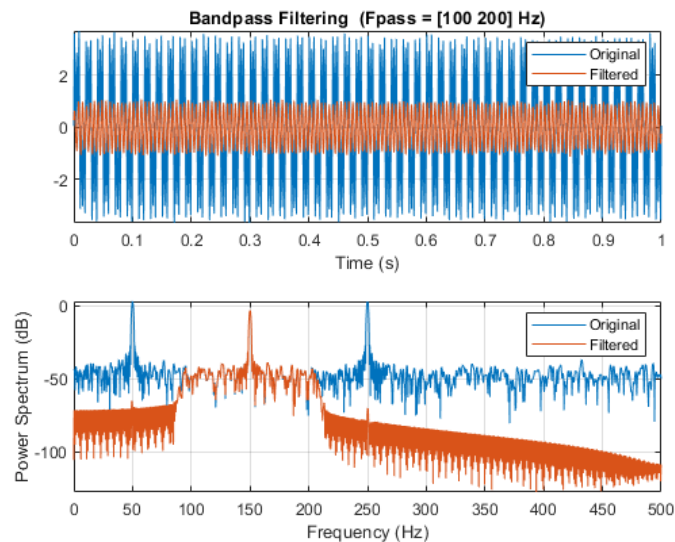 Bandpass Filtering (Fpass = [100 200] Hz)
Original
Filtered
2
0
-2
0 0.1 0.2 0.3 0.4 0.5 0.6 0.7 0.8 0.9 1
Time (s)
Original
Filtered
0
-50
-100
Power Spectrum (dB)
0 50 100 150 200 250 300 350 400 450 500
Frequency (Hz)